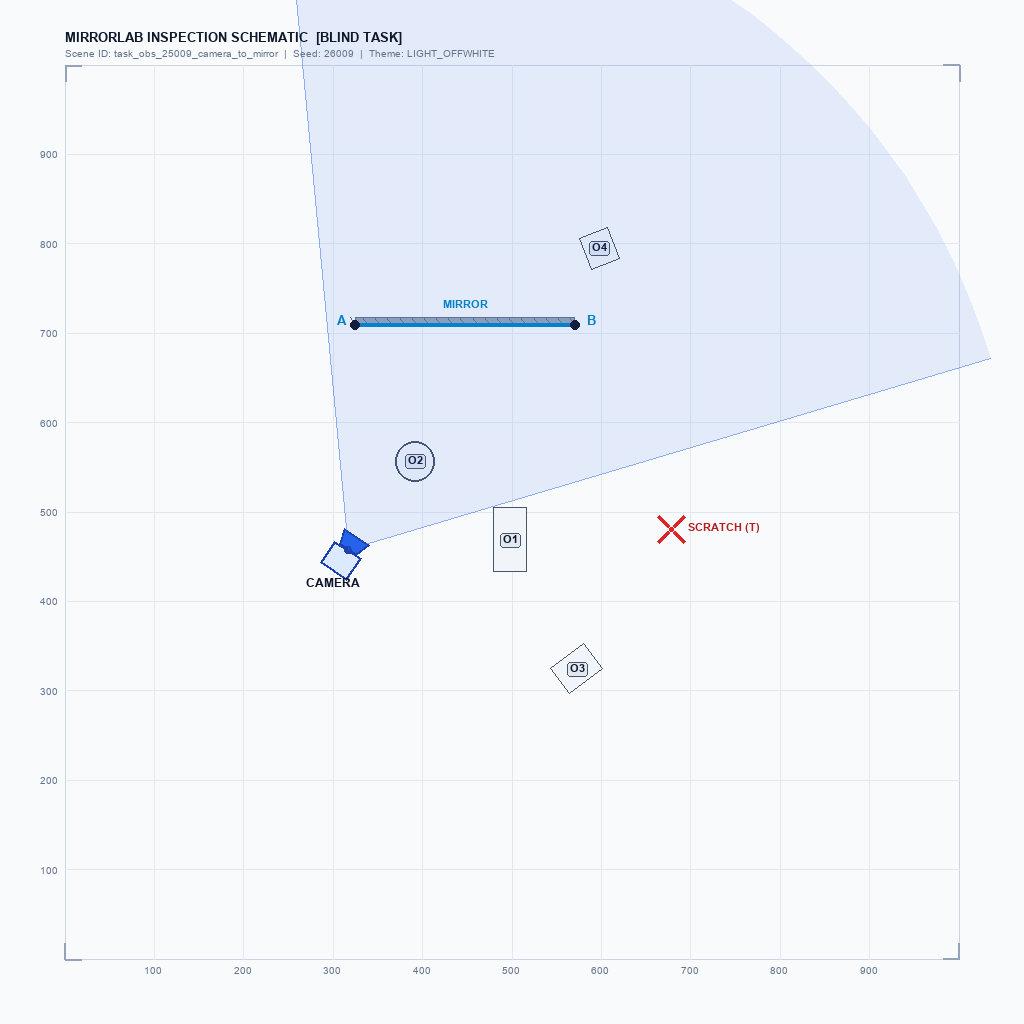 MIRRORLAB INSPECTION SCHEMATIC  [BLIND TASK]
Scene ID: task_obs_25009_camera_to_mirror  |  Seed: 26009  |  Theme: LIGHT_OFFWHITE
900
800
O4
MIRROR
A
B
700
600
O2
500
SCRATCH (T)
O1
CAMERA
400
O3
300
200
100
100 200 300 400 500 600 700 800 900